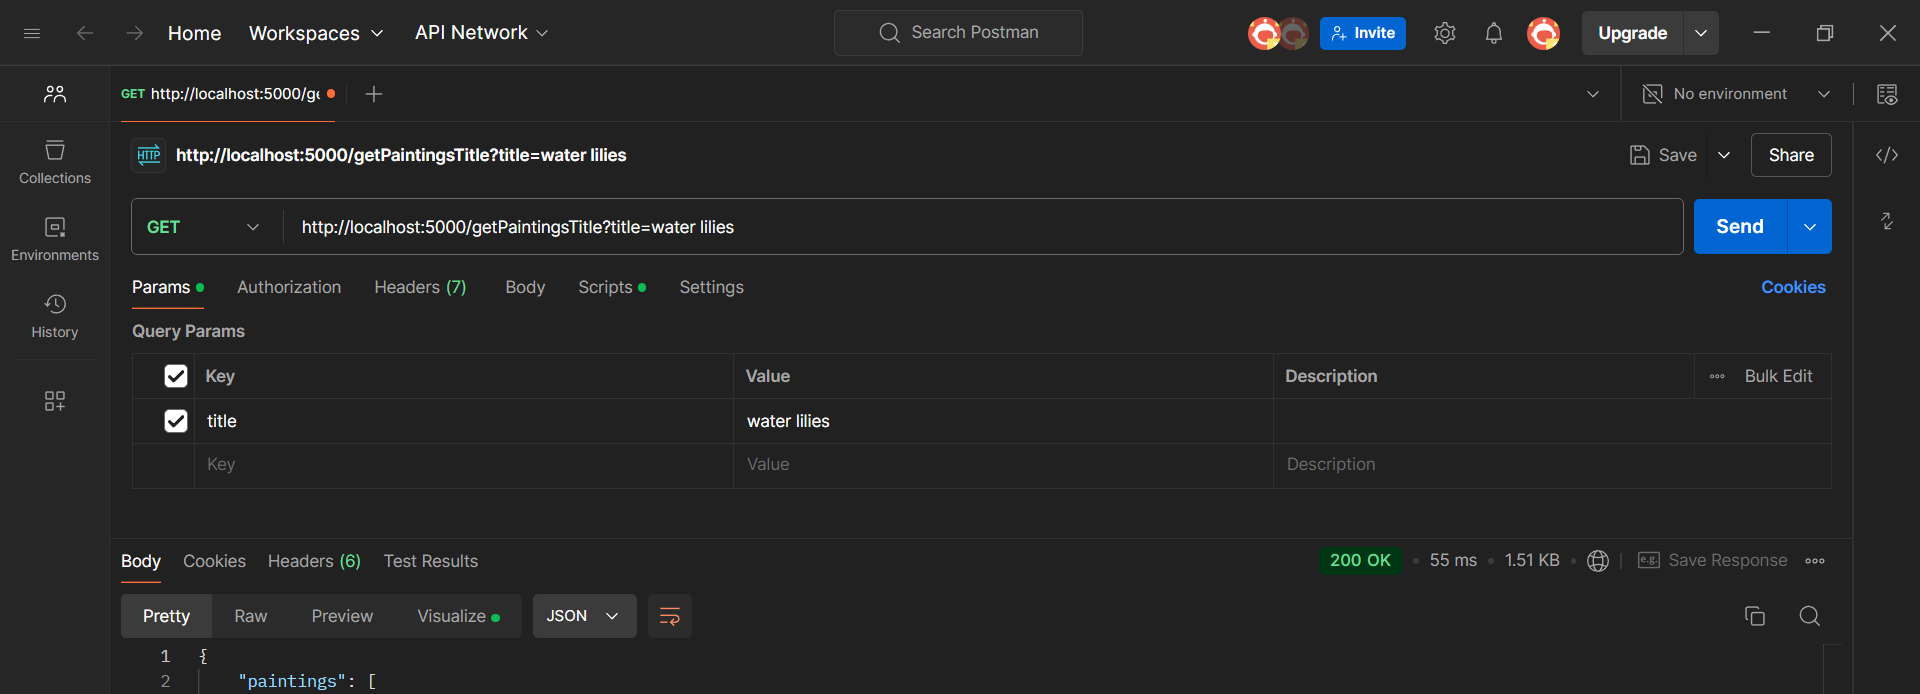 Home Workspaces API Network Search Postman Invite Upgrade
GET http://localhost:5000/ge No environment
HTTP http://localhost:5000/getPaintingsTitle?title=water lilies Save Share
Collections
GET http://localhost:5000/getPaintingsTitle?title=water lilies Send
Environments
Params Authorization Headers (7) Body Scripts Settings Cookies
History
Query Params
Key Value Description Bulk Edit
title water lilies
Key Value Description
Body Cookies Headers (6) Test Results 200 OK 55 ms 1.51 KB e.g. Save Response
Pretty Raw Preview Visualize JSON
1 {
2 "paintings": [